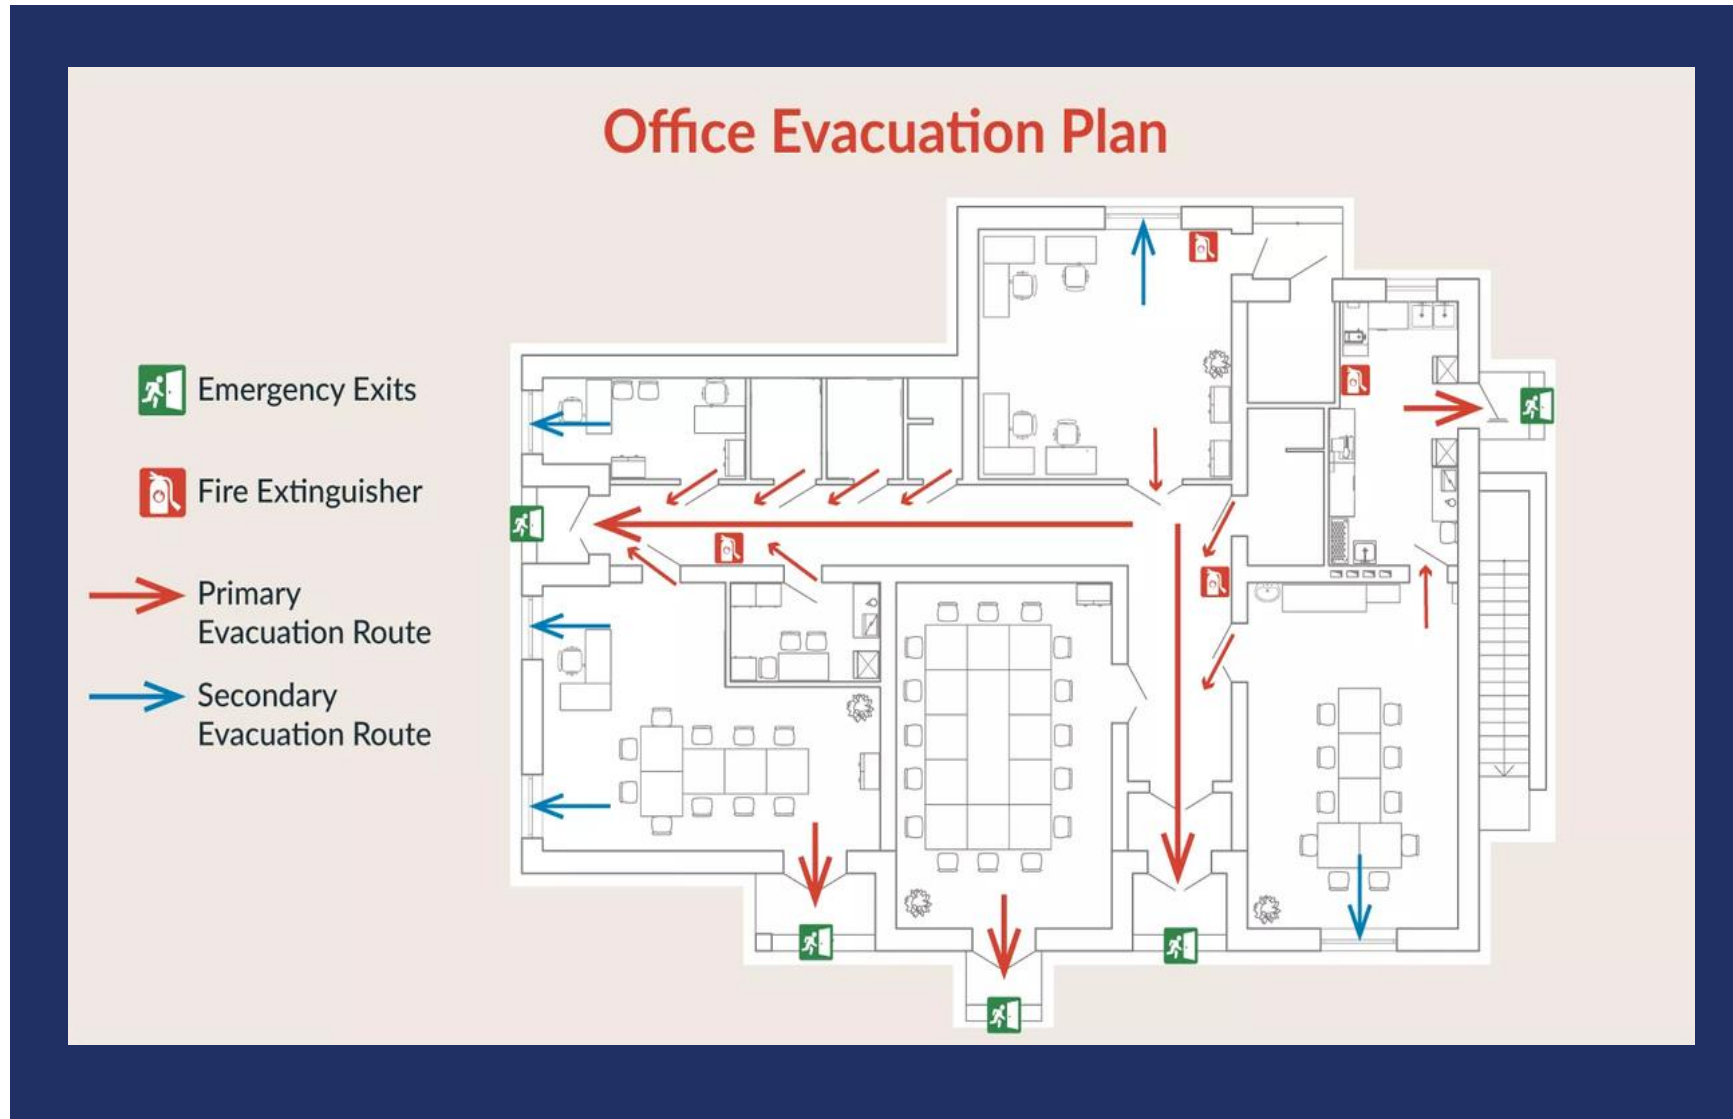 Office Evacuation Plan
Emergency Exits
Fire Extinguisher
Primary
Evacuation Route
Secondary
Evacuation Route